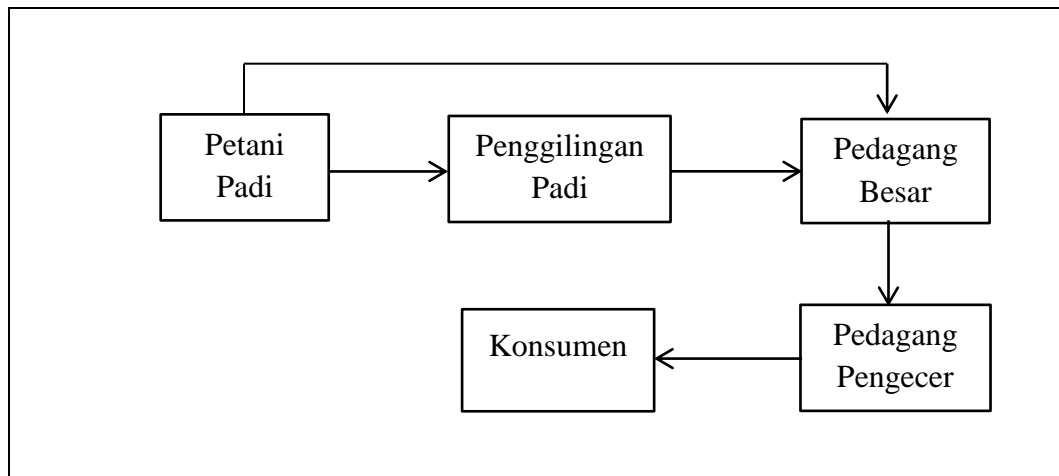 Petani
Padi
Penggilingan
Padi
Pedagang
Besar
Konsumen
Pedagang
Pengecer